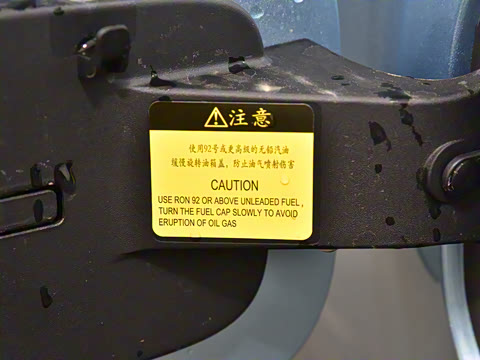 注意
使用92号或更高级的无铅汽油
缓慢旋转油箱盖，防止油气喷射伤害
CAUTION
USE RON 92 OR ABOVE UNLEADED FUEL ,
TURN THE FUEL CAP SLOWLY TO AVOID
ERUPTION OF OIL GAS